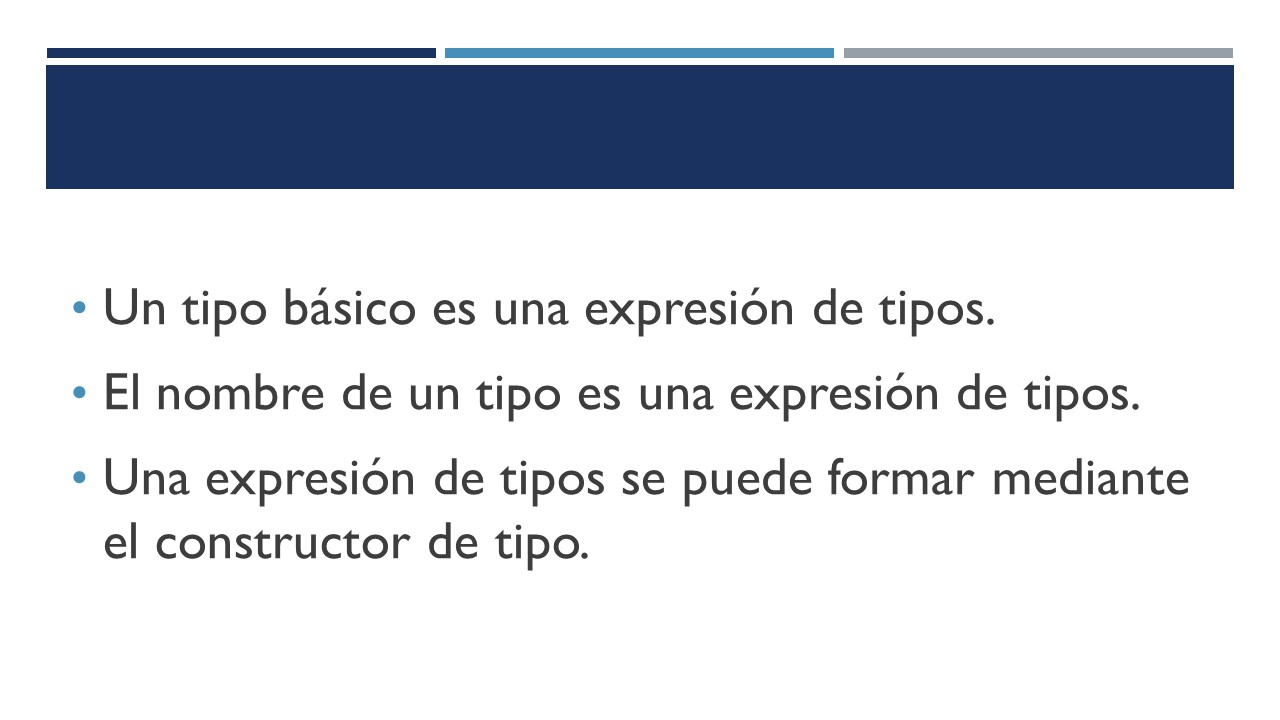 • Un tipo básico es una expresión de tipos.
• El nombre de un tipo es una expresión de tipos.
• Una expresión de tipos se puede formar mediante
el constructor de tipo.